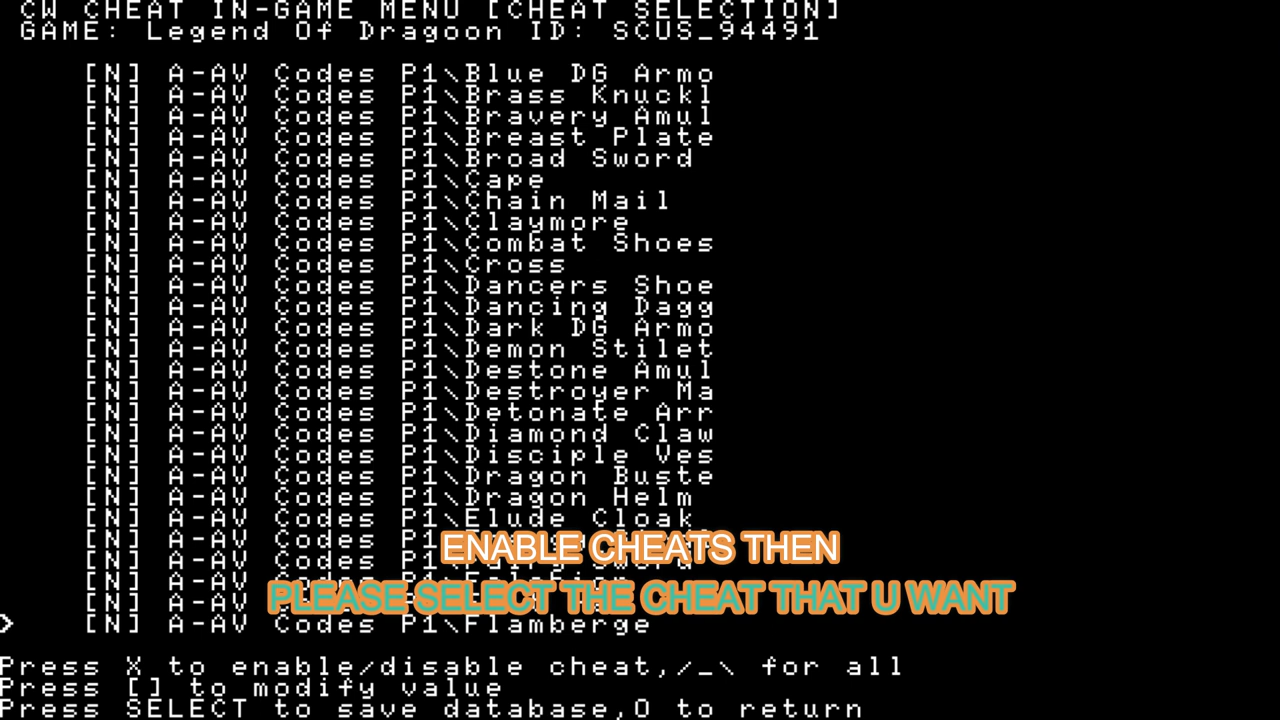 CW CHEAT IN-GAME MENU [CHEAT SELECTION]
GAME: Legend Of Dragoon ID: SCUS_94491
[N] A-AV Codes P1\Blue DG Armo
[N] A-AV Codes P1\Brass Knuckl
[N] A-AV Codes P1\Bravery Amul
[N] A-AV Codes P1\Breast Plate
[N] A-AV Codes P1\Broad Sword
[N] A-AV Codes P1\Cape
[N] A-AV Codes P1\Chain Mail
[N] A-AV Codes P1\Claymore
[N] A-AV Codes P1\Combat Shoes
[N] A-AV Codes P1\Cross
[N] A-AV Codes P1\Dancers Shoe
[N] A-AV Codes P1\Dancing Dagg
[N] A-AV Codes P1\Dark DG Armo
[N] A-AV Codes P1\Demon Stilet
[N] A-AV Codes P1\Destone Amul
[N] A-AV Codes P1\Destroyer Ma
[N] A-AV Codes P1\Detonate Arr
[N] A-AV Codes P1\Diamond Claw
[N] A-AV Codes P1\Disciple Ves
[N] A-AV Codes P1\Dragon Buste
[N] A-AV Codes P1\Dragon Helm
[N] A-AV Codes P1\Elude Cloak
[N] A-AV Codes
ENABLE CHEATS THEN
[N] A-AV Codes
[N] A-AV Codes
PLEASE SELECT THE CHEAT THAT U WANT
[N] A-AV Codes
> [N] A-AV Codes P1\Flamberge
Press X to enable/disable cheat,/_\ for all
Press [] to modify value
Press SELECT to save database,O to return